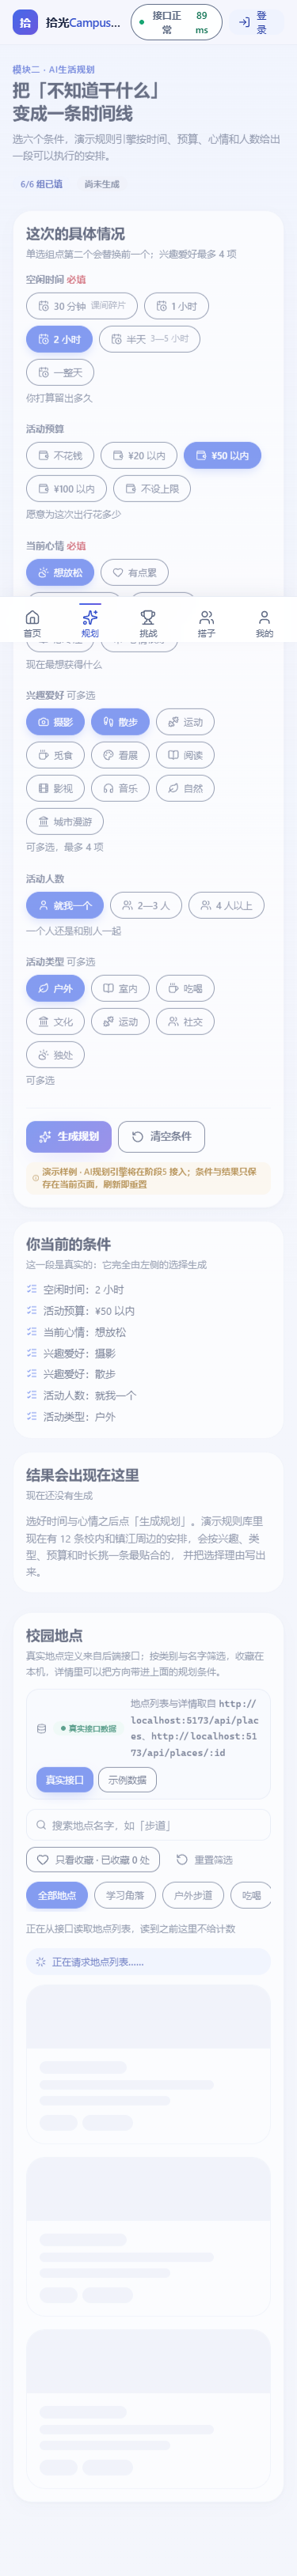 拾 拾光Campus... 接口正常 89 ms 登录
模块二 · AI生活规划
把「不知道干什么」
变成一条时间线
选六个条件，演示规则引擎按时间、预算、心情和人数给出
一段可以执行的安排。
6/6 组已填 尚未生成
这次的具体情况
单选组点第二个会替换前一个；兴趣爱好最多 4 项
空闲时间 必填
30 分钟 课间碎片 1 小时
2 小时 半天 3—5 小时
一整天
你打算留出多久
活动预算
不花钱 ¥20 以内 ¥50 以内
¥100 以内 不设上限
愿意为这次出行花多少
当前心情 必填
想放松 有点累
首页 规划 挑战 搭子 我的
现在最想获得什么
兴趣爱好 可多选
摄影 散步 运动
觅食 看展 阅读
影视 音乐 自然
城市漫游
可多选，最多 4 项
活动人数
就我一个 2—3 人 4 人以上
一个人还是和别人一起
活动类型 可多选
户外 室内 吃喝
文化 运动 社交
独处
可多选
生成规划 清空条件
演示样例 · AI规划引擎将在阶段5 接入；条件与结果只保
存在当前页面，刷新即重置
你当前的条件
这一段是真实的：它完全由左侧的选择生成
空闲时间：2 小时
活动预算：¥50 以内
当前心情：想放松
兴趣爱好：摄影
兴趣爱好：散步
活动人数：就我一个
活动类型：户外
结果会出现在这里
现在还没有生成
选好时间与心情之后点「生成规划」。演示规则库里
现在有 12 条校内和镇江周边的安排，会按兴趣、类
型、预算和时长挑一条最贴合的， 并把选择理由写出
来。
校园地点
真实地点定义来自后端接口；按类别与名字筛选，收藏在
本机，详情里可以把方向带进上面的规划条件。
真实接口数据
地点列表与详情取自 http://
localhost:5173/api/plac
es、http://localhost:51
73/api/places/:id
真实接口 示例数据
搜索地点名字，如「步道」
只看收藏 · 已收藏 0 处 重置筛选
全部地点 学习角落 户外步道 吃喝
正在从接口读取地点列表，读到之前这里不给计数
正在请求地点列表……